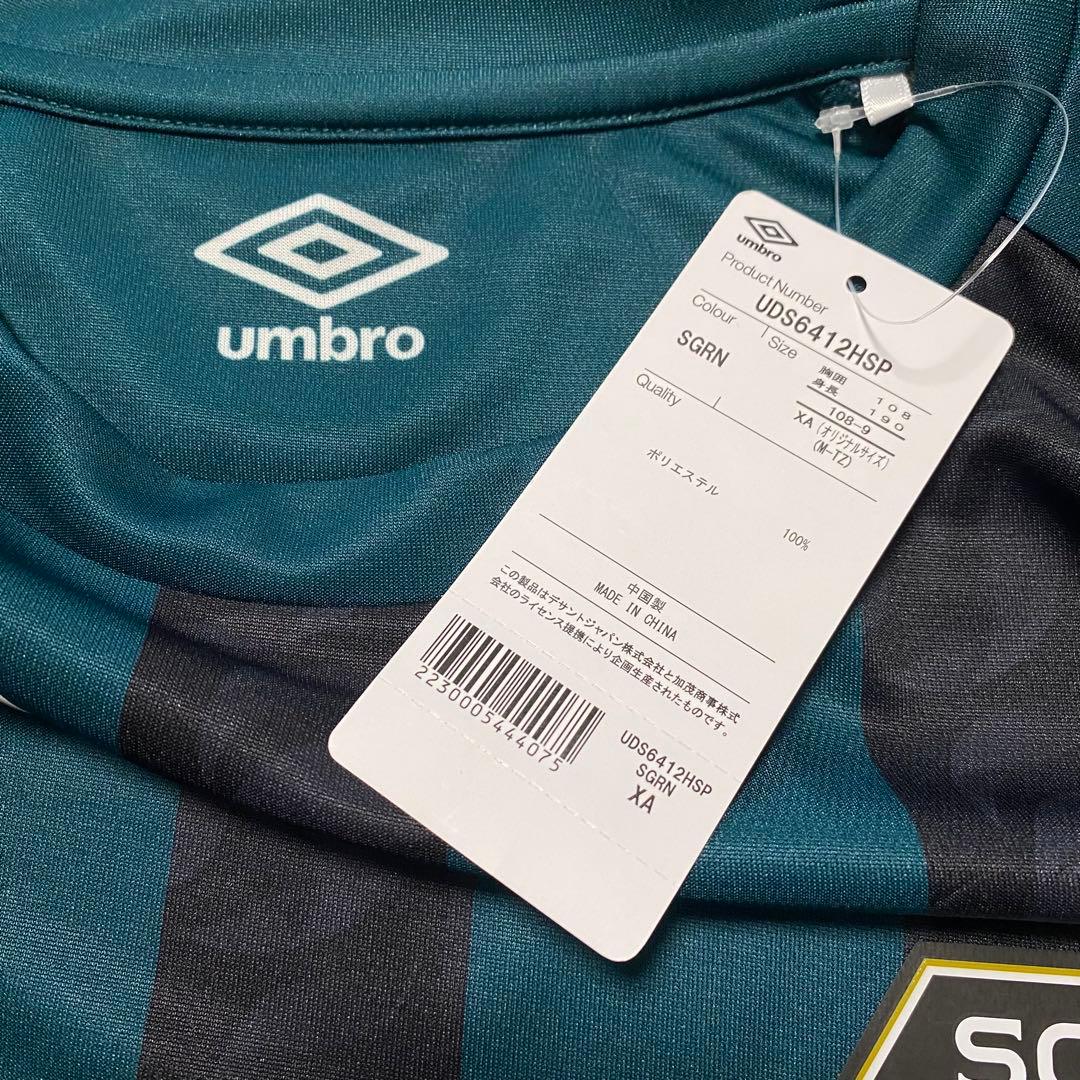 umbro
umbro
Product Number
UDS6412HSP
Colour
Size
SGRN
胸囲 108
身長 190
108-9
XA (オリジナルサイズ)
(M-TZ)
Quality
ポリエステル 100%
中国製
MADE IN CHINA
この製品はデサントジャパン株式会社と加茂商事株式
会社のライセンス提携により企画生産されたものです。
2230005444075
UDS6412HSP
SGRN
XA